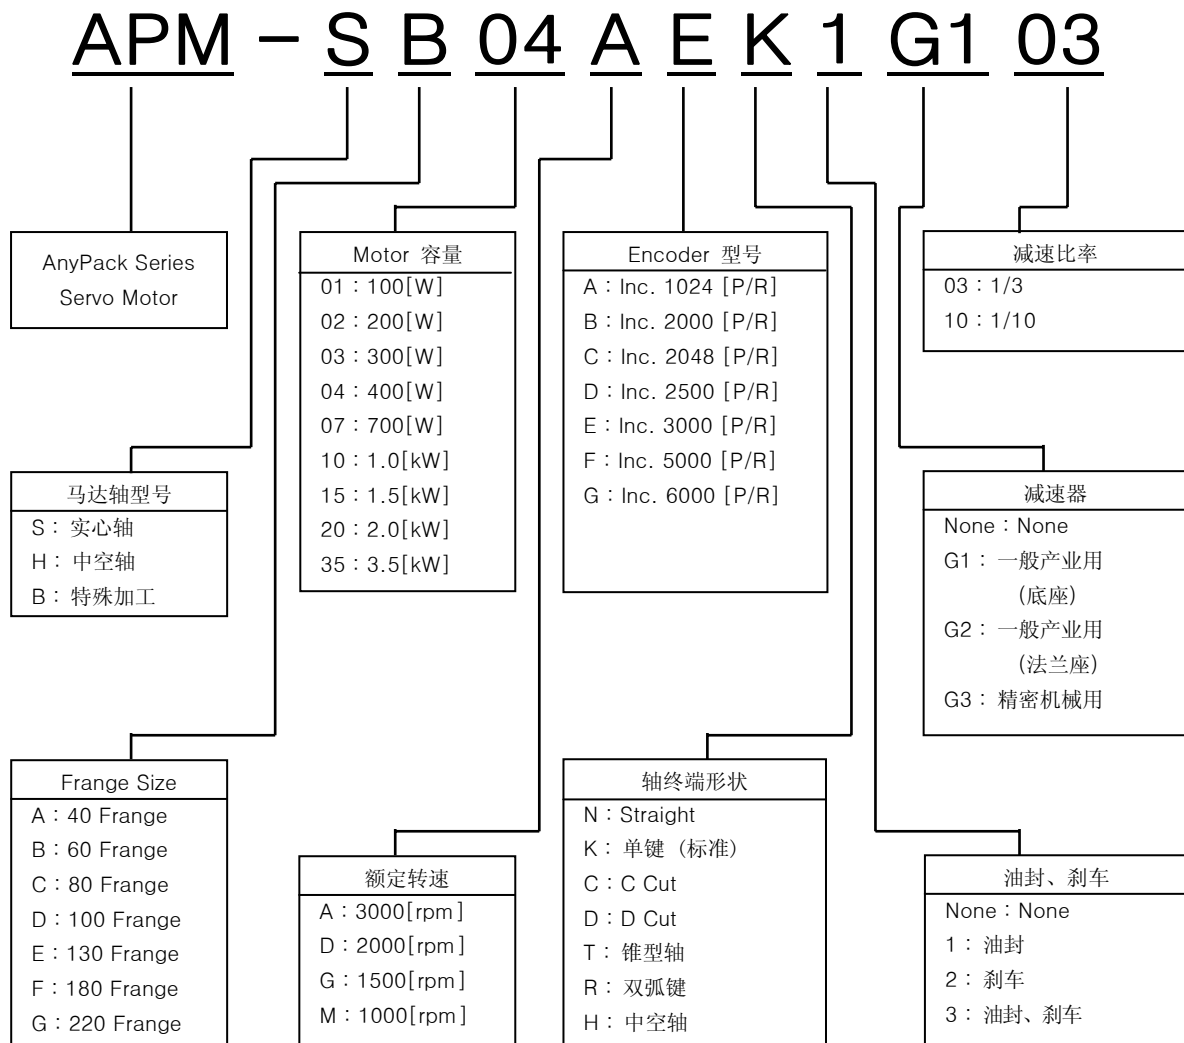 APM - S B 04 A E K 1 G1 03
AnyPack Series
Servo Motor
Motor 容量
01 : 100[W]
02 : 200[W]
03 : 300[W]
04 : 400[W]
07 : 700[W]
10 : 1.0[kW]
15 : 1.5[kW]
20 : 2.0[kW]
35 : 3.5[kW]
Encoder 型号
A : Inc. 1024 [P/R]
B : Inc. 2000 [P/R]
C : Inc. 2048 [P/R]
D : Inc. 2500 [P/R]
E : Inc. 3000 [P/R]
F : Inc. 5000 [P/R]
G : Inc. 6000 [P/R]
减速比率
03 : 1/3
10 : 1/10
马达轴型号
S : 实心轴
H : 中空轴
B : 特殊加工
减速器
None : None
G1 : 一般产业用
(底座)
G2 : 一般产业用
(法兰座)
G3 : 精密机械用
Frange Size
A : 40 Frange
B : 60 Frange
C : 80 Frange
D : 100 Frange
E : 130 Frange
F : 180 Frange
G : 220 Frange
额定转速
A : 3000[rpm]
D : 2000[rpm]
G : 1500[rpm]
M : 1000[rpm]
轴终端形状
N : Straight
K : 单键 (标准)
C : C Cut
D : D Cut
T : 锥型轴
R : 双弧键
H : 中空轴
油封、刹车
None : None
1 : 油封
2 : 刹车
3 : 油封、刹车